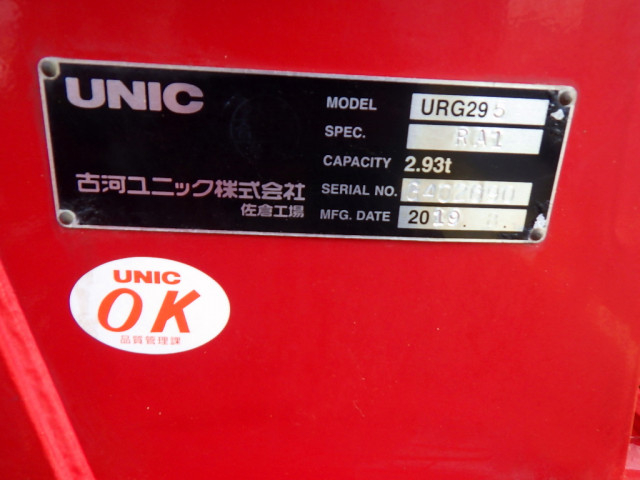 UNIC
MODEL URG295
SPEC. RA1
CAPACITY 2.93t
古河ユニック株式会社
佐倉工場
SERIAL NO.
MFG. DATE 2019.
UNIC
OK
品質管理課